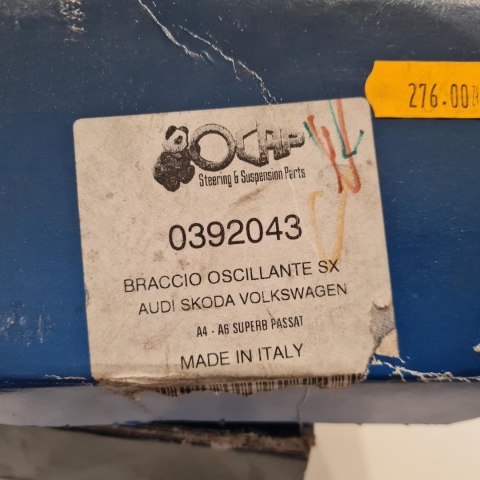 276.00
OCAP
Steering & Suspension Parts
0392043
BRACCIO OSCILLANTE SX
AUDI SKODA VOLKSWAGEN
A4 - A6 SUPERB PASSAT
MADE IN ITALY